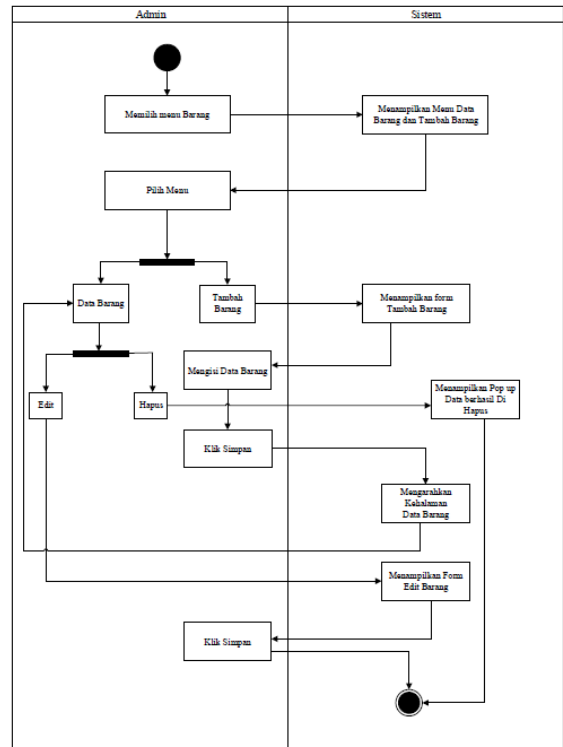 Admin
Sistem
Memilih menu Barang
Menampilkan Menu Data
Barang dan Tambah Barang
Pilih Menu
Data Barang
Tambah
Barang
Menampilkan form
Tambah Barang
Mengisi Data Barang
Edit
Hapus
Menampilkan Pop up
Data berhasil Di
Hapus
Klik Simpan
Mengarahkan
Kehalaman
Data Barang
Menampilkan Form
Edit Barang
Klik Simpan